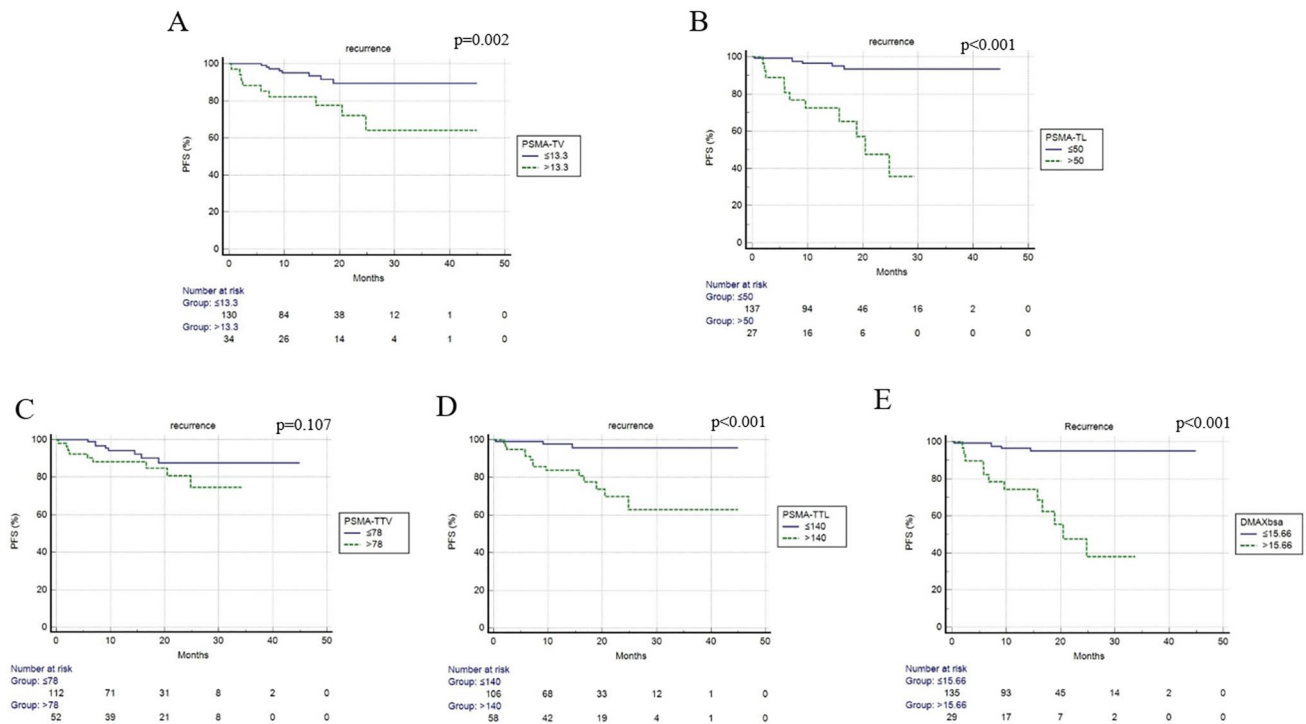 A
recurrence
p=0.002
100
80
60
40
20
0
PFS (%)
0 10 20 30 40 50
Months
PSMA-TV
≤13.3
>13.3
Number at risk
Group: ≤13.3
130 84 38 12 1 0
Group: >13.3
34 26 14 4 1 0
B
recurrence
p<0.001
100
80
60
40
20
0
PFS (%)
0 10 20 30 40 50
Months
PSMA-TL
≤50
>50
Number at risk
Group: ≤50
137 94 46 16 2 0
Group: >50
27 16 6 0 0 0
C
recurrence
p=0.107
100
80
60
40
20
0
PFS (%)
0 10 20 30 40 50
Months
PSMA-TTV
≤78
>78
Number at risk
Group: ≤78
112 71 31 8 2 0
Group: >78
52 39 21 8 0 0
D
recurrence
p<0.001
100
80
60
40
20
0
PFS (%)
0 10 20 30 40 50
Months
PSMA-TTL
≤140
>140
Number at risk
Group: ≤140
106 68 33 12 1 0
Group: >140
58 42 19 4 1 0
E
Recurrence
p<0.001
100
80
60
40
20
0
PFS (%)
0 10 20 30 40 50
Months
DMAXbsa
≤15.66
>15.66
Number at risk
Group: ≤15.66
135 93 45 14 2 0
Group: >15.66
29 17 7 2 0 0